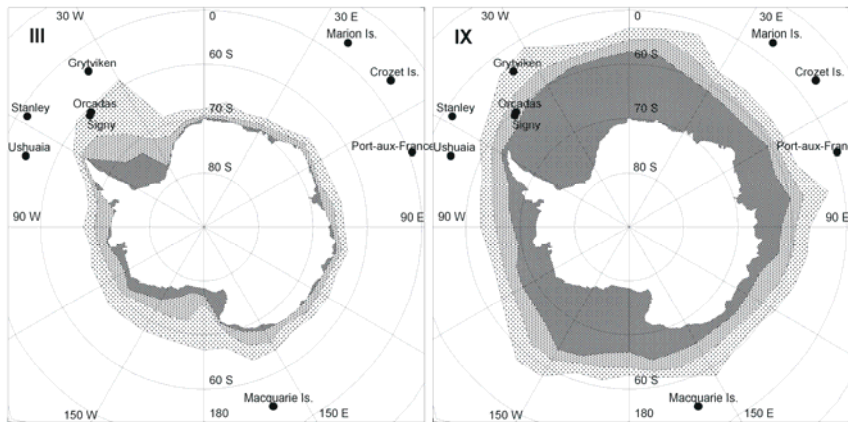 III
30 W
0
30 E
Marion Is.
60 S
Grytviken
Crozet Is.
Stanley
Orcadas
70 S
Signy
Ushuaia
Port-aux-France
80 S
90 W
90 E
60 S
Macquarie Is.
150 W
180
150 E
IX
30 W
0
30 E
Marion Is.
60 S
Grytviken
Crozet Is.
Stanley
Orcadas
70 S
Signy
Ushuaia
Port-aux-Fran
80 S
90 W
90 E
60 S
Macquarie Is.
150 W
180
150 E